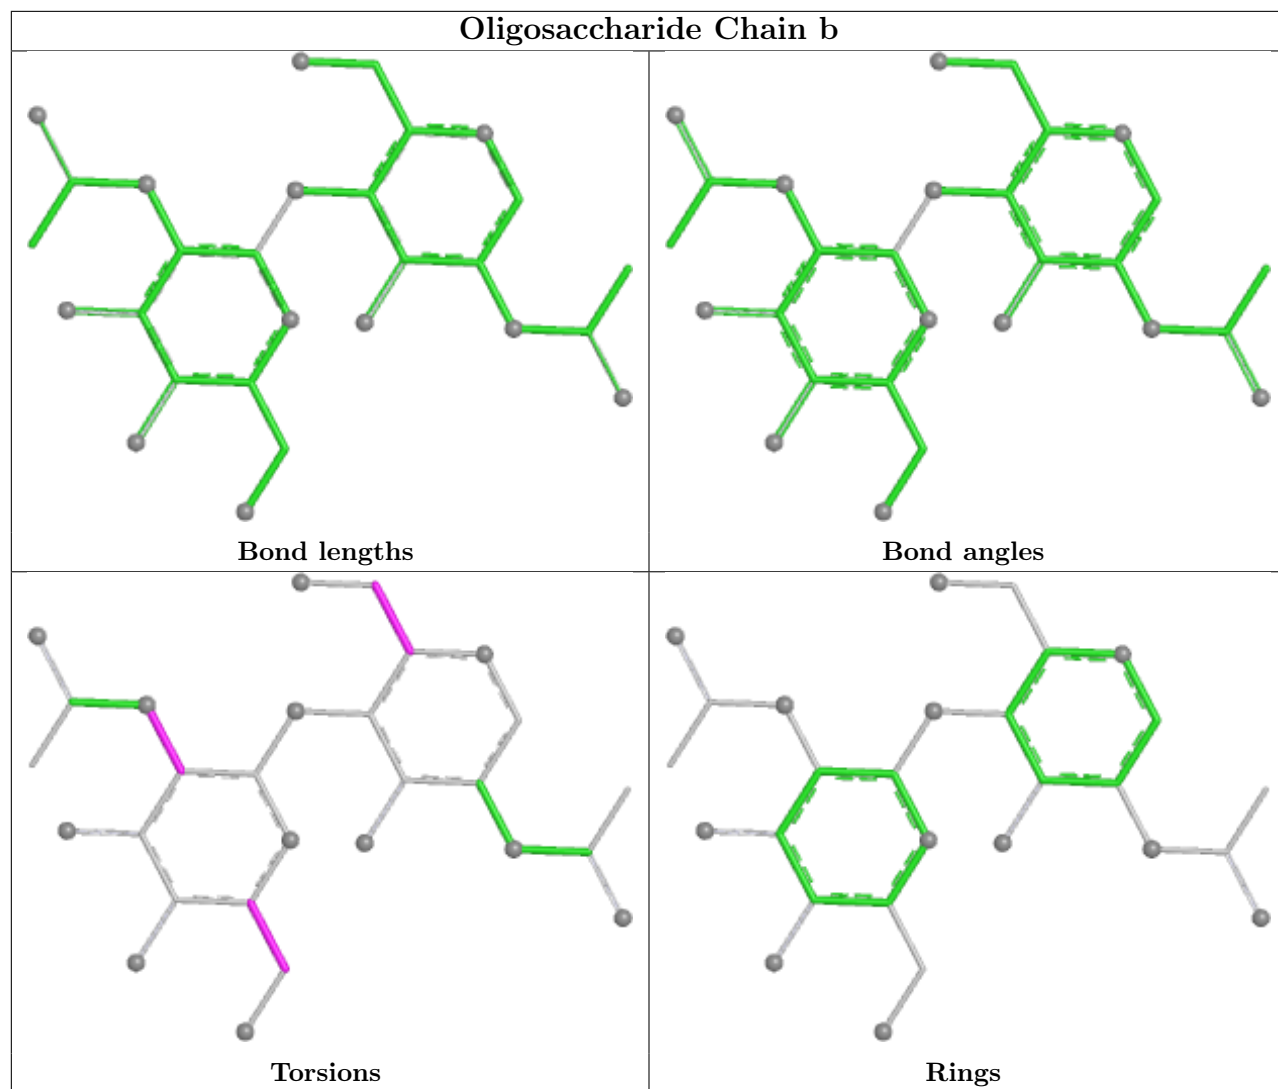 Oligosaccharide Chain b
Bond lengths
Bond angles
Torsions
Rings